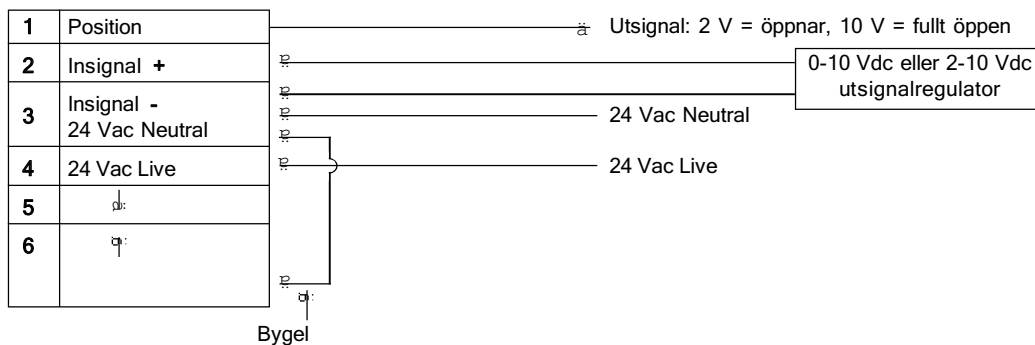 1 Position Utsignal: 2 V = öppnar, 10 V = fullt öppen
2 Insignal +
0-10 Vdc eller 2-10 Vdc
utsignalregulator
3 Insignal -
24 Vac Neutral
24 Vac Neutral
4 24 Vac Live 24 Vac Live
5
6
Bygel